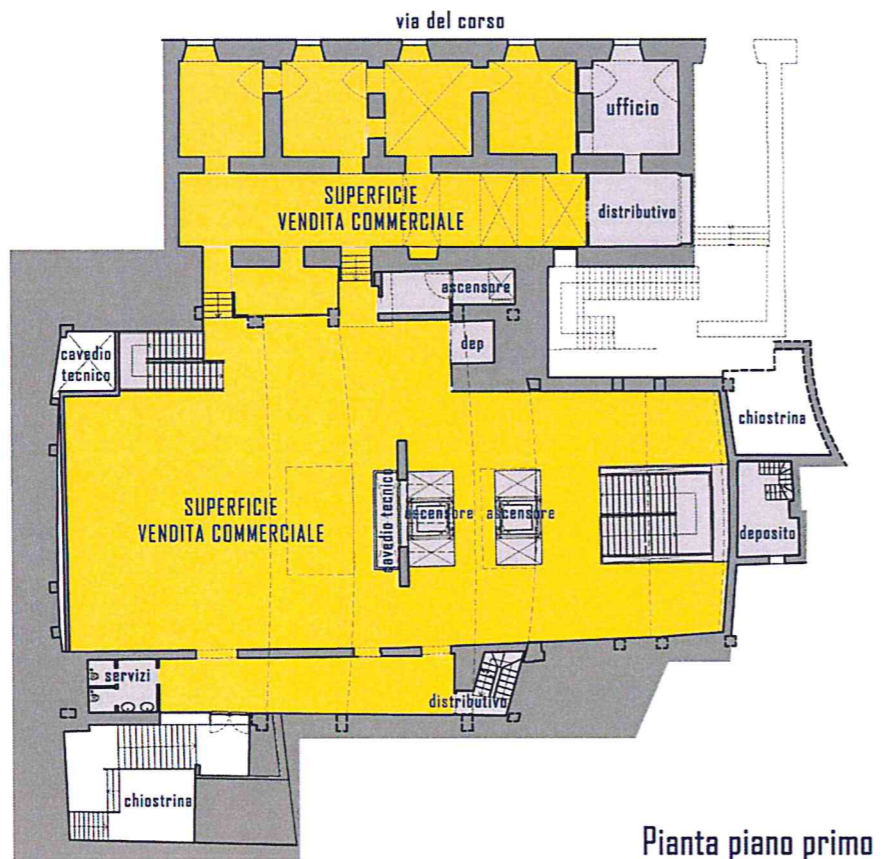 via del corso
ufficio
SUPERFICIE
VENDITA COMMERCIALE
distributivo
ascensore
dep
cavedio
tecnico
chiostrina
SUPERFICIE
VENDITA COMMERCIALE
cavedio tecnico
ascensore
ascensore
deposito
servizi
distributivo
chiostrina
Pianta piano primo